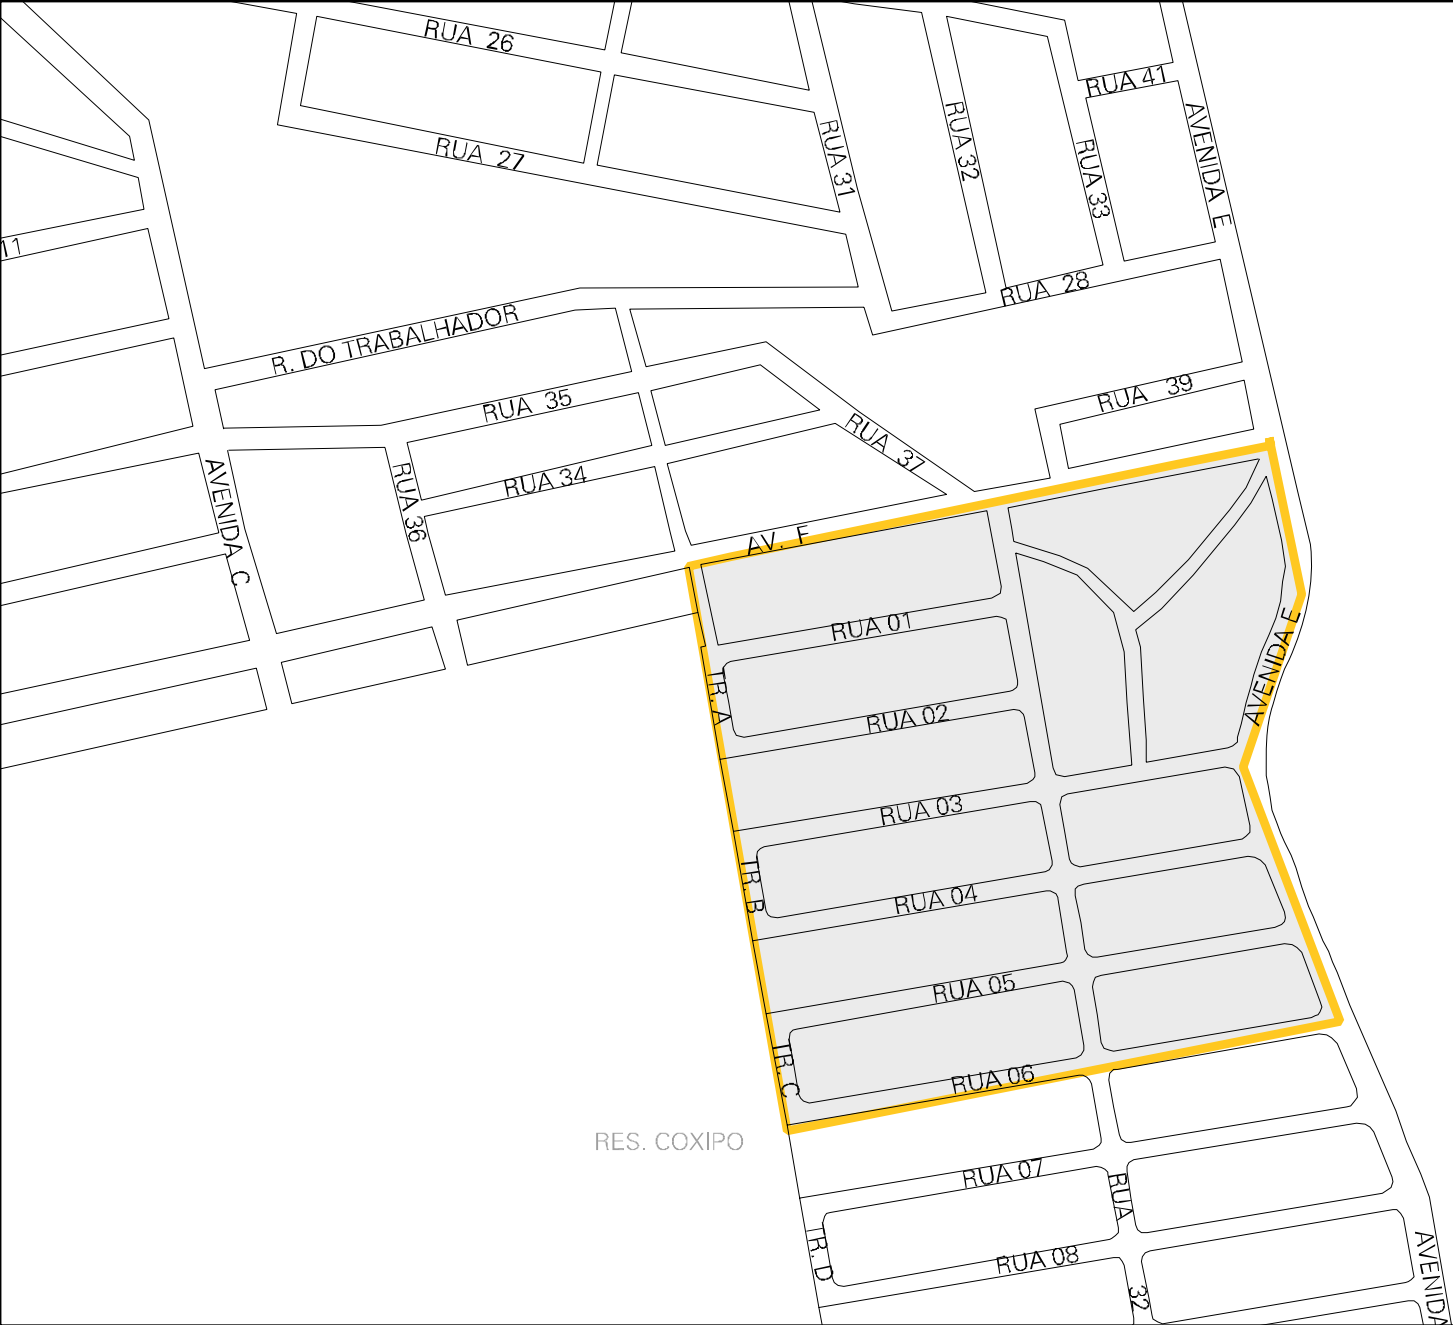 RUA 26
RUA 41
RUA 27
RUA 31
RUA 32
RUA 33
AVENIDA E
11
RUA 28
R. DO TRABALHADOR
RUA 35
RUA 39
RUA 37
RUA 34
AVENIDA C
RUA 36
AV. F
RUA 01
AVENIDA E
TR. A
RUA 02
RUA 03
TR. B
RUA 04
RUA 05
TR. C
RUA 06
RES. COXIPO
RUA 07
RUA 32
TR. D
RUA 08
AVENIDA